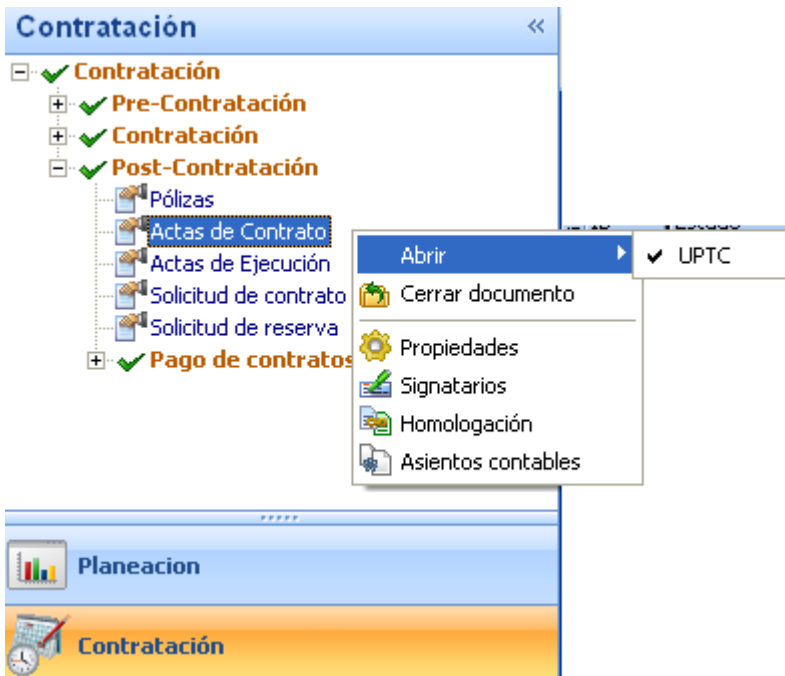 Contratación
Contratación
Pre-Contratación
Contratación
Post-Contratación
Pólizas
Actas de Contrato
Actas de Ejecución
Solicitud de contrato
Solicitud de reserva
Pago de contratos
Abrir
UPTC
Cerrar documento
Propiedades
Signatarios
Homologación
Asientos contables
Planeacion
Contratación